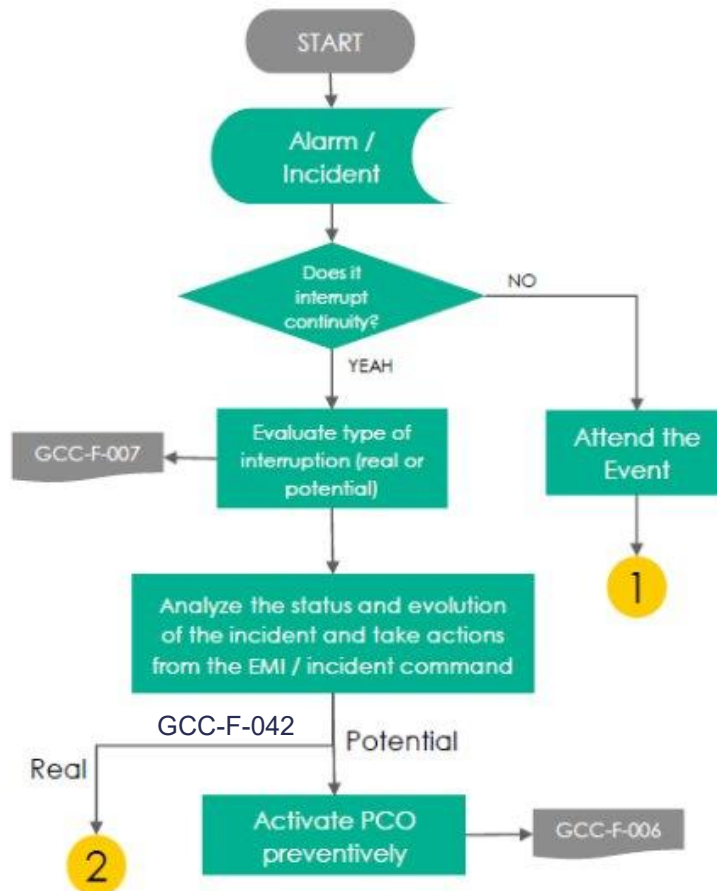 START
Alarm /
Incident
Does it
interrupt
continuity?
NO
YEAH
GCC-F-007
Evaluate type of
interruption (real or
potential)
Attend the
Event
1
Analyze the status and evolution
of the incident and take actions
from the EMI / incident command
GCC-F-042
Real
Potential
2
Activate PCO
preventively
GCC-F-006